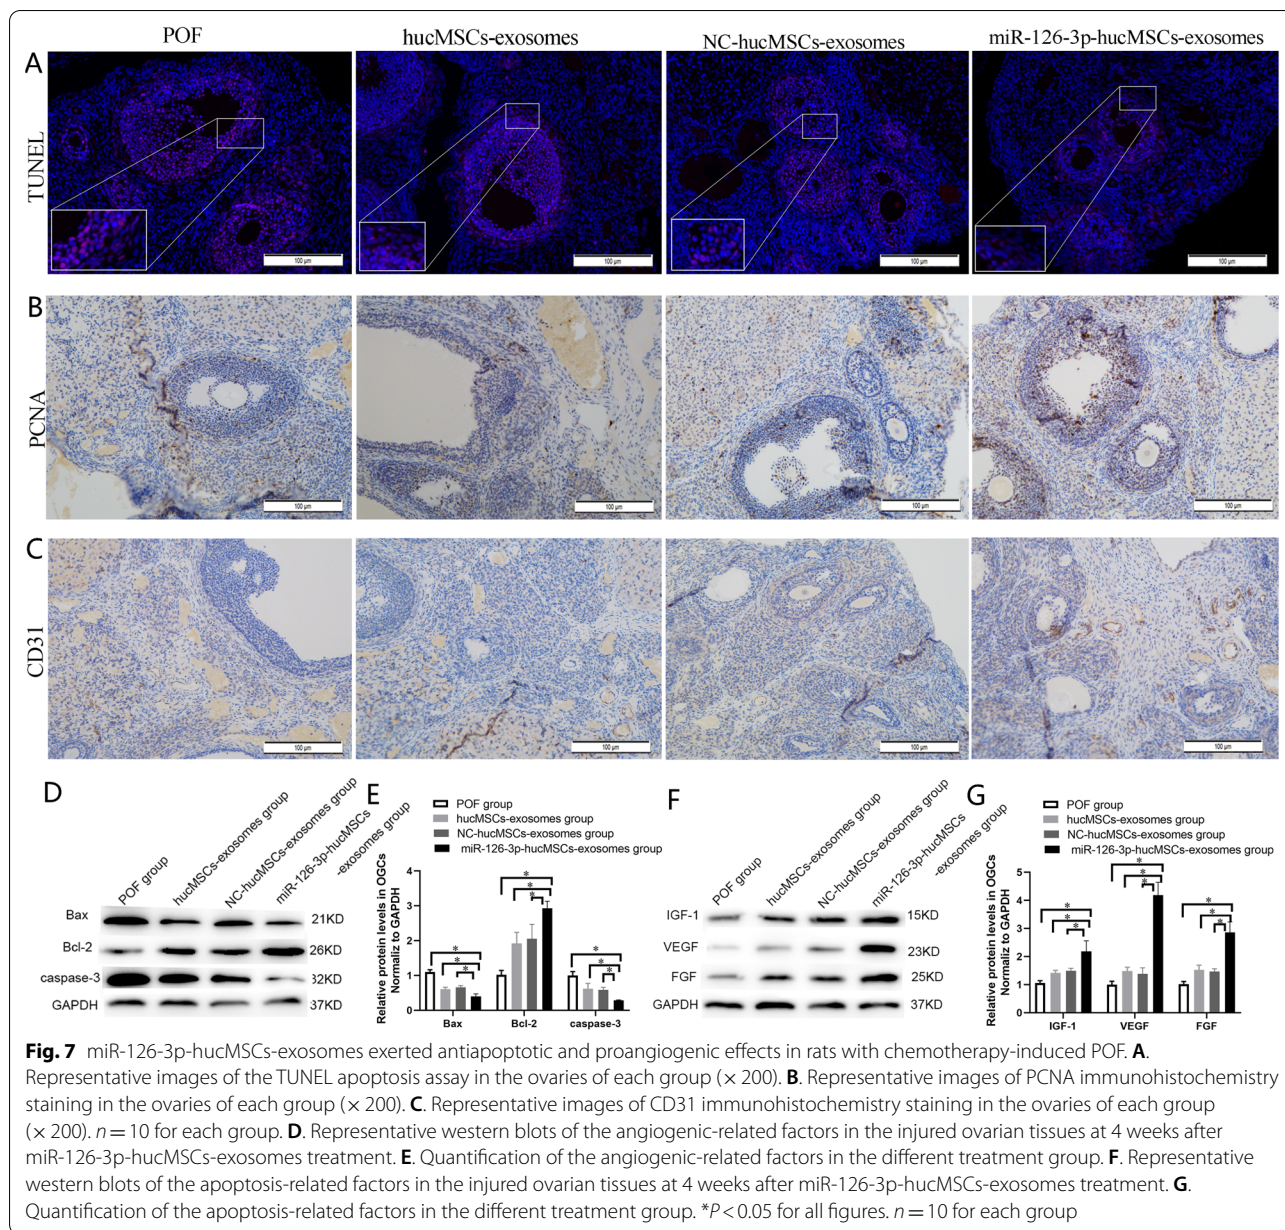 POF
hucMSCs-exosomes
NC-hucMSCs-exosomes
miR-126-3p-hucMSCs-exosomes
A
TUNEL
100 μm
100 μm
100 μm
100 μm
B
PCNA
100 μm
100 μm
100 μm
100 μm
C
CD31
100 μm
100 μm
100 μm
100 μm
D
POF group
hucMSCs-exosomes group
NC-hucMSCs-exosomes group
miR-126-3p-hucMSCs
-exosomes group
Bax
21KD
Bcl-2
26KD
caspase-3
32KD
GAPDH
37KD
E
POF group
hucMSCs-exosomes group
NC-hucMSCs-exosomes group
miR-126-3p-hucMSCs-exosomes group
Relative protein levels in OGCs
Normaliz to GAPDH
4
3
2
1
0
* * *
* * *
* * *
Bax
Bcl-2
caspase-3
F
POF group
hucMSCs-exosomes group
NC-hucMSCs-exosomes group
miR-126-3p-hucMSCs
-exosomes group
IGF-1
15KD
VEGF
23KD
FGF
25KD
GAPDH
37KD
G
POF group
hucMSCs-exosomes group
NC-hucMSCs-exosomes group
miR-126-3p-hucMSCs-exosomes group
Relative protein levels in OGCs
Normaliz to GAPDH
5
4
3
2
1
0
* * *
* * *
* * *
IGF-1
VEGF
FGF
Fig. 7 miR-126-3p-hucMSCs-exosomes exerted antiapoptotic and proangiogenic effects in rats with chemotherapy-induced POF. A.
Representative images of the TUNEL apoptosis assay in the ovaries of each group (× 200). B. Representative images of PCNA immunohistochemistry
staining in the ovaries of each group (× 200). C. Representative images of CD31 immunohistochemistry staining in the ovaries of each group
(× 200). n = 10 for each group. D. Representative western blots of the angiogenic-related factors in the injured ovarian tissues at 4 weeks after
miR-126-3p-hucMSCs-exosomes treatment. E. Quantification of the angiogenic-related factors in the different treatment group. F. Representative
western blots of the apoptosis-related factors in the injured ovarian tissues at 4 weeks after miR-126-3p-hucMSCs-exosomes treatment. G.
Quantification of the apoptosis-related factors in the different treatment group. *P < 0.05 for all figures. n = 10 for each group